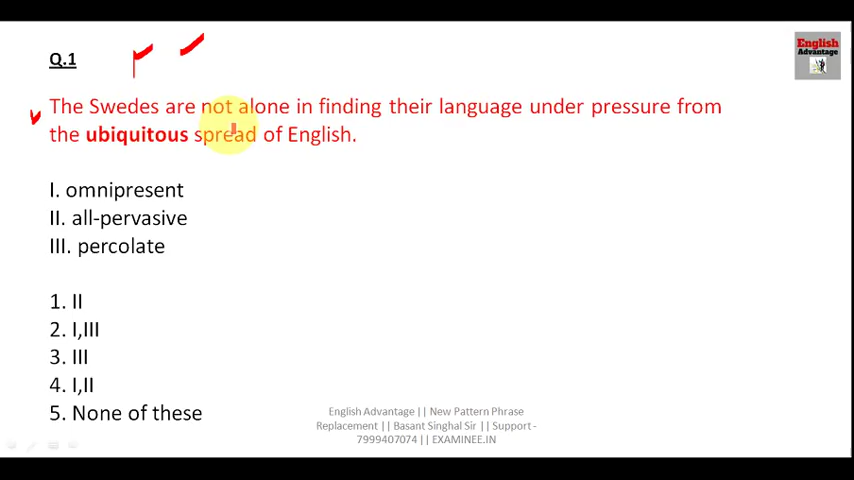 Q.1
English
Advantage
The Swedes are not alone in finding their language under pressure from
the ubiquitous spread of English.
I. omnipresent
II. all-pervasive
III. percolate
1. II
2. I,III
3. III
4. I,II
5. None of these
English Advantage || New Pattern Phrase
Replacement || Basant Singhal Sir || Support -
7999407074 || EXAMINEE.IN